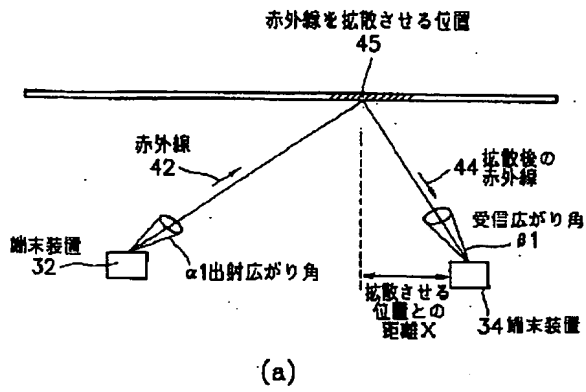 赤外線を拡散させる位置
45
赤外線
42
44 拡散後の
赤外線
端末装置
32
α1出射広がり角
受信広がり角
β1
拡散させる
位置との
距離X
34 端末装置
(a)